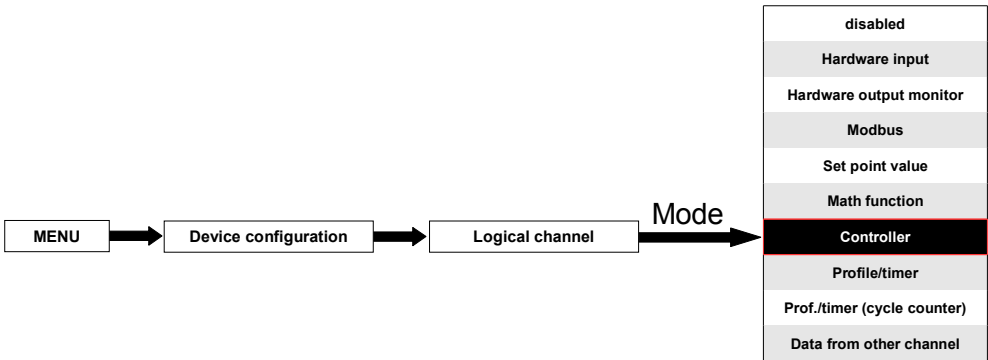 disabled
Hardware input
Hardware output monitor
Modbus
Set point value
Math function
MENU
Device configuration
Logical channel
Mode
Controller
Profile/timer
Prof./timer (cycle counter)
Data from other channel